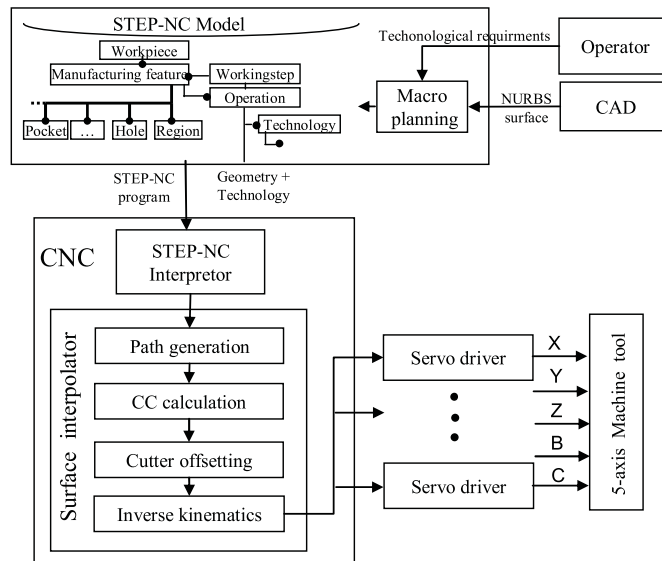 STEP-NC Model
Workpiece
Manufacturing feature
Workingstep
Operation
Pocket
...
Hole
Region
Technology
Techonological requirments
Operator
Macro
planning
NURBS
surface
CAD
STEP-NC
program
Geometry +
Technology
CNC
STEP-NC
Interpretor
Surface interpolator
Path generation
CC calculation
Cutter offsetting
Inverse kinematics
Servo driver
Servo driver
X
Y
Z
B
C
5-axis Machine tool